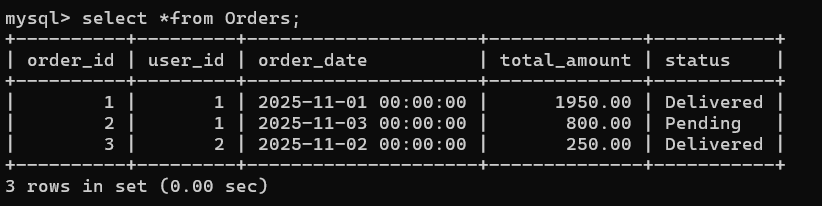 mysql> select *from Orders;
+----------+---------+---------------------+--------------+-----------+
| order_id | user_id | order_date          | total_amount | status    |
+----------+---------+---------------------+--------------+-----------+
|        1 |       1 | 2025-11-01 00:00:00 |      1950.00 | Delivered |
|        2 |       1 | 2025-11-03 00:00:00 |       800.00 | Pending   |
|        3 |       2 | 2025-11-02 00:00:00 |       250.00 | Delivered |
+----------+---------+---------------------+--------------+-----------+
3 rows in set (0.00 sec)